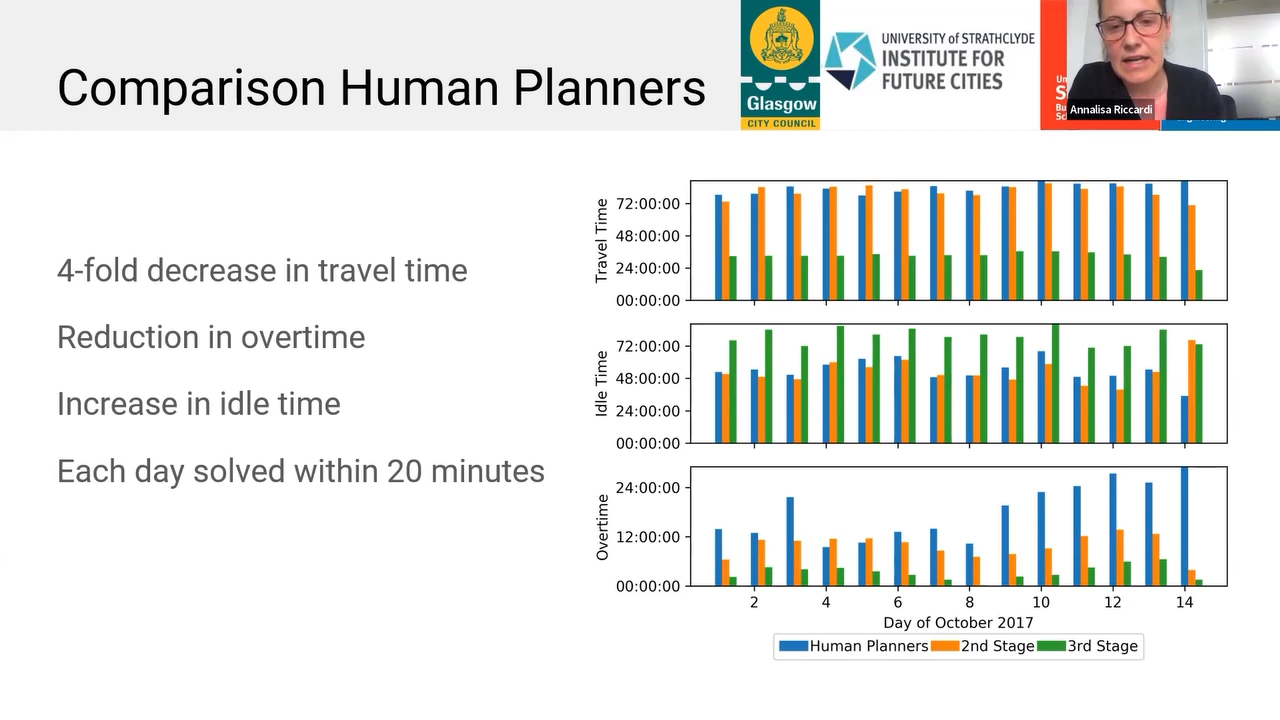 Comparison Human Planners
Glasgow
CITY COUNCIL
UNIVERSITY of STRATHCLYDE
INSTITUTE FOR
FUTURE CITIES
Annalisa Riccardi
4-fold decrease in travel time
Reduction in overtime
Increase in idle time
Each day solved within 20 minutes
Travel Time
72:00:00
48:00:00
24:00:00
00:00:00
Idle Time
72:00:00
48:00:00
24:00:00
00:00:00
Overtime
24:00:00
12:00:00
00:00:00
2 4 6 8 10 12 14
Day of October 2017
Human Planners 2nd Stage 3rd Stage